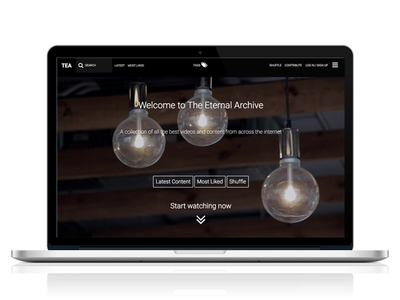 TEA SEARCH LATEST MOST LIKED TAGS SHUFFLE CONTRIBUTE LOG IN / SIGN UP
Welcome to The Eternal Archive
A collection of all the best videos and content from across the internet
Latest Content Most Liked Shuffle
Start watching now